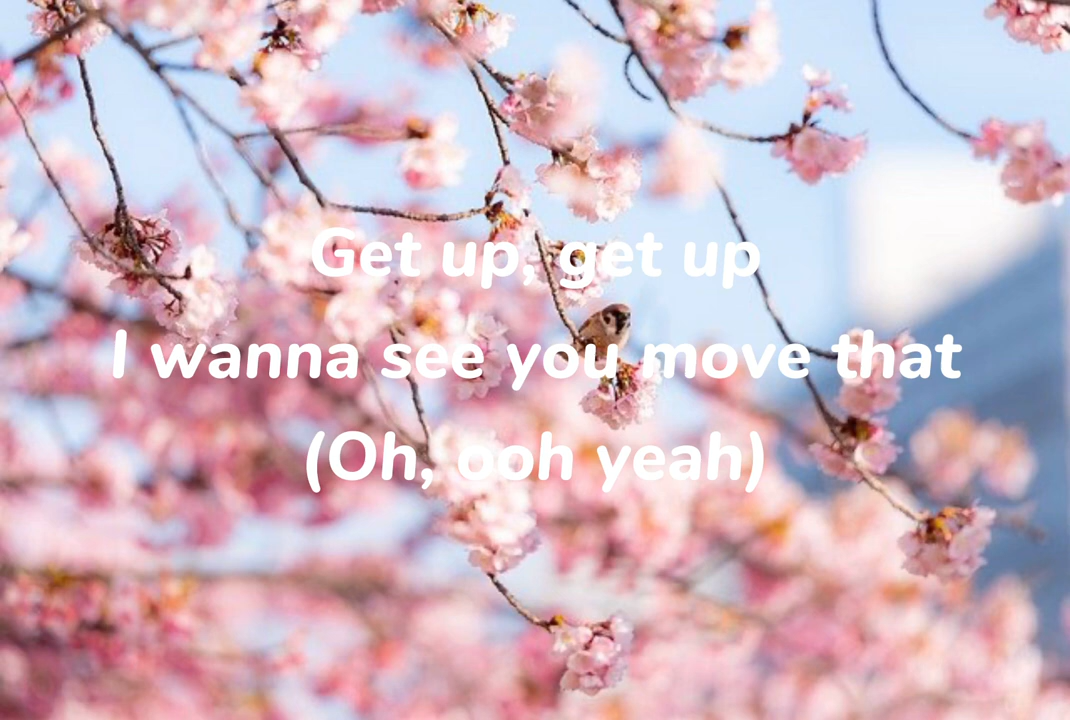 Get up, get up
I wanna see you move that
(Oh, ooh yeah)